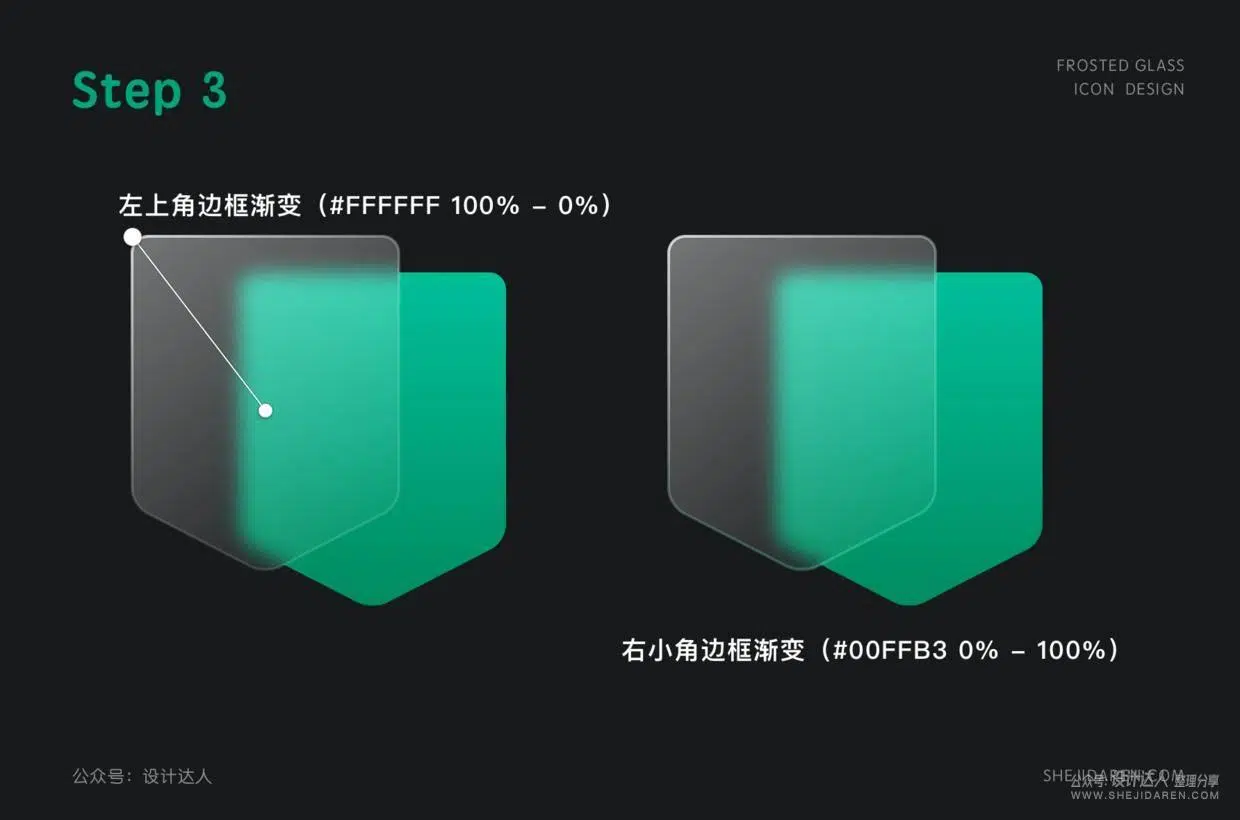 Step 3
FROSTED GLASS
ICON DESIGN
左上角边框渐变（#FFFFFF 100% – 0%）
右小角边框渐变（#00FFB3 0% – 100%）
公众号：设计达人
SHEJIDAREN.COM
公众号: 设计达人 整理分享
WWW.SHEJIDAREN.COM